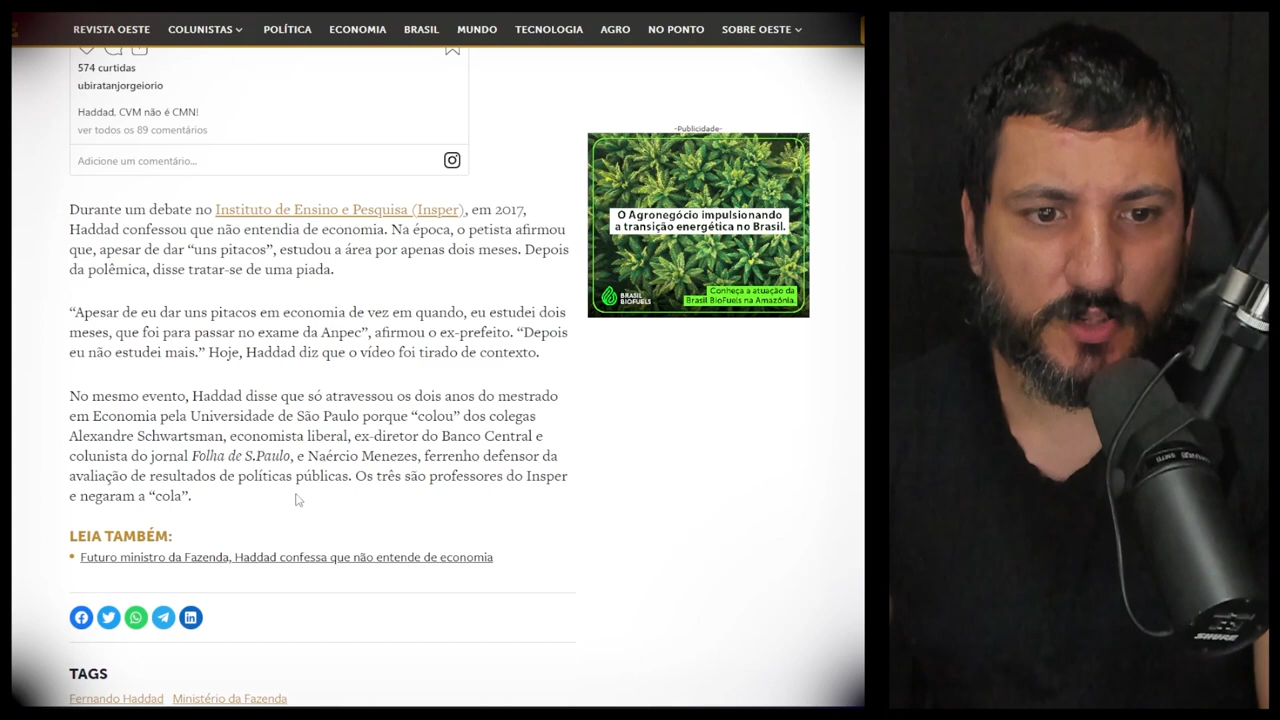 REVISTA OESTE COLUNISTAS POLÍTICA ECONOMIA BRASIL MUNDO TECNOLOGIA AGRO NO PONTO SOBRE OESTE
574 curtidas
ubiratanjorgeiorio
Haddad, CVM não é CMN!
ver todos os 89 comentários
Adicione um comentário...
-Publicidade-
O Agronegócio impulsionando
a transição energética no Brasil.
BRASIL
BIOFUELS
Conheça a atuação da
Brasil BioFuels na Amazônia.
Durante um debate no Instituto de Ensino e Pesquisa (Insper), em 2017,
Haddad confessou que não entendia de economia. Na época, o petista afirmou
que, apesar de dar “uns pitacos”, estudou a área por apenas dois meses. Depois
da polêmica, disse tratar-se de uma piada.
“Apesar de eu dar uns pitacos em economia de vez em quando, eu estudei dois
meses, que foi para passar no exame da Anpec”, afirmou o ex-prefeito. “Depois
eu não estudei mais.” Hoje, Haddad diz que o vídeo foi tirado de contexto.
No mesmo evento, Haddad disse que só atravessou os dois anos do mestrado
em Economia pela Universidade de São Paulo porque “colou” dos colegas
Alexandre Schwartsman, economista liberal, ex-diretor do Banco Central e
colunista do jornal Folha de S.Paulo, e Naércio Menezes, ferrenho defensor da
avaliação de resultados de políticas públicas. Os três são professores do Insper
e negaram a “cola”.
LEIA TAMBÉM:
• Futuro ministro da Fazenda, Haddad confessa que não entende de economia
TAGS
Fernando Haddad Ministério da Fazenda
SHURE